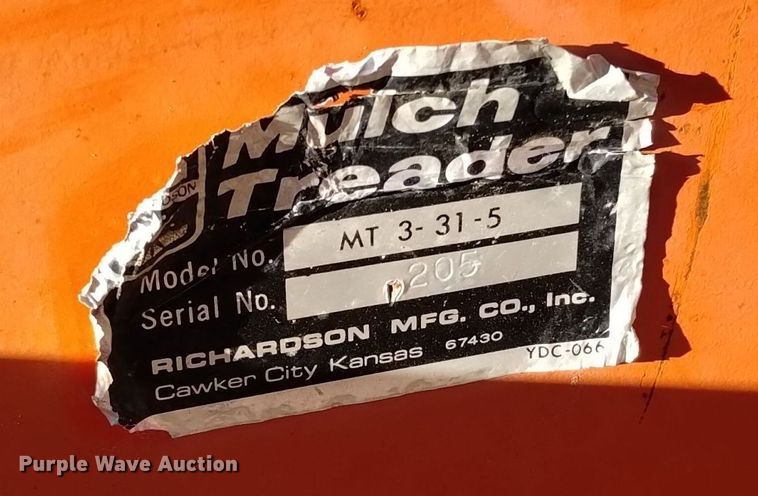 Mulch
Treader
Model No. MT 3-31-5
Serial No. 205
RICHARDSON MFG. CO., Inc.
Cawker City Kansas 67430
YDC-066
Purple Wave Auction